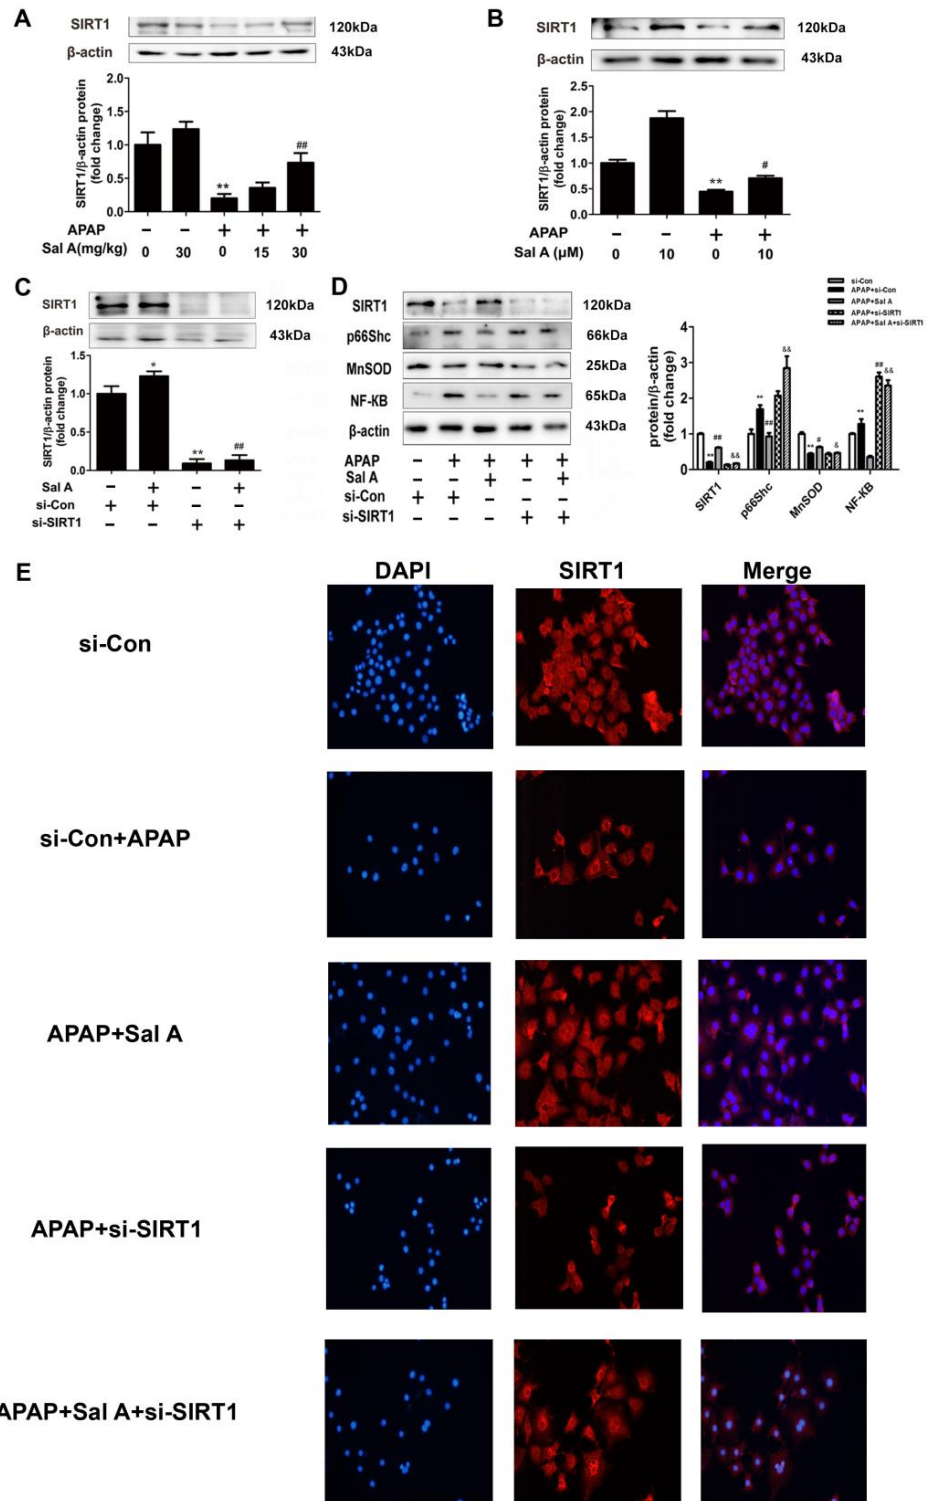 A
SIRT1
120kDa
β-actin
43kDa
SIRT1/β-actin protein
(fold change)
2.0
1.5
1.0
0.5
0.0
**
##
APAP − − + + +
Sal A(mg/kg) 0 30 0 15 30
B
SIRT1
120kDa
β-actin
43kDa
SIRT1/β-actin protein
(fold change)
2.5
2.0
1.5
1.0
0.5
0.0
**
#
APAP − − + +
Sal A (μM) 0 10 0 10
C
SIRT1
120kDa
β-actin
43kDa
SIRT1/β-actin protein
(fold change)
1.5
1.0
0.5
0.0
*
**
##
Sal A − + − +
si-Con + + − −
si-SIRT1 − − + +
D
SIRT1
120kDa
p66Shc
66kDa
MnSOD
25kDa
NF-KB
65kDa
β-actin
43kDa
APAP − + + + +
Sal A − − + − +
si-Con + + − − −
si-SIRT1 − − − + +
si-Con
APAP+si-Con
APAP+Sal A
APAP+si-SIRT1
APAP+Sal A+si-SIRT1
protein/β-actin
(fold change)
4
3
2
1
0
** ## &&
** ## &&
** # &
** ## &&
SIRT1
p66Shc
MnSOD
NF-KB
E
DAPI SIRT1 Merge
si-Con
si-Con+APAP
APAP+Sal A
APAP+si-SIRT1
APAP+Sal A+si-SIRT1